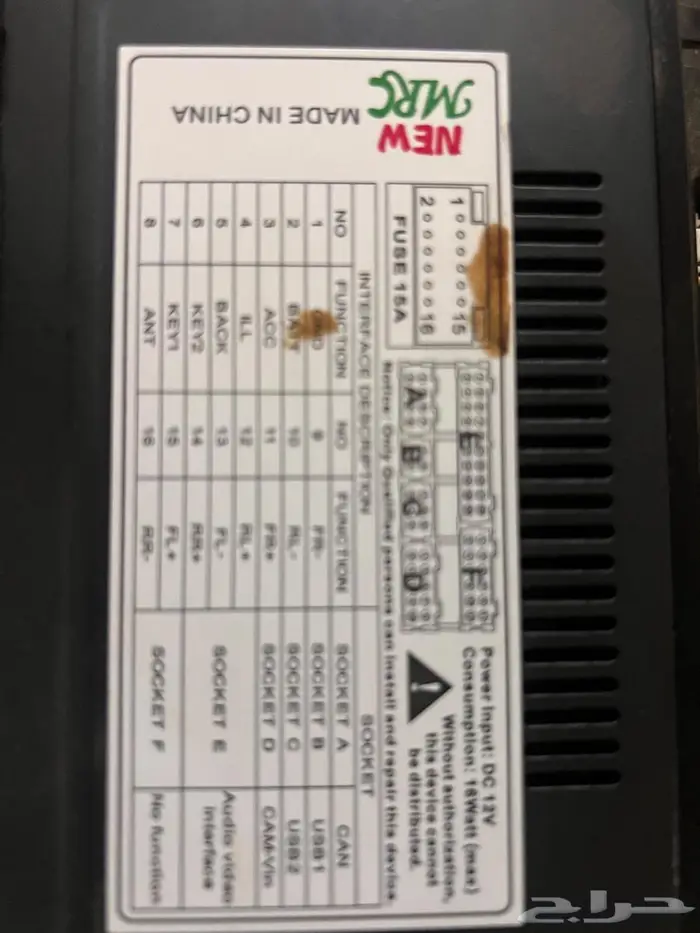 NEW
MRC
MADE IN CHINA
1 15
2 16
FUSE 15A
E F
A B C D
Power Input: DC 12V
Consumption: 16Watt (max)
Without authorization,
this device cannot
be distributed.
Notice: Only Qualified persons can install and repair this device
INTERFACE DESCRIPTION SOCKET
NO FUNCTION NO FUNCTION SOCKET A CAN
1 9 FR- SOCKET B USB1
2 BATT 10 RL- SOCKET C USB2
3 ACC 11 FR+ SOCKET D CAM-Vin
4 ILL 12 RL+ SOCKET E Audio video interface
5 BACK 13 FL-
6 KEY2 14 RR+
7 KEY1 15 FL+ SOCKET F No function
8 ANT 16 RR-
حراج